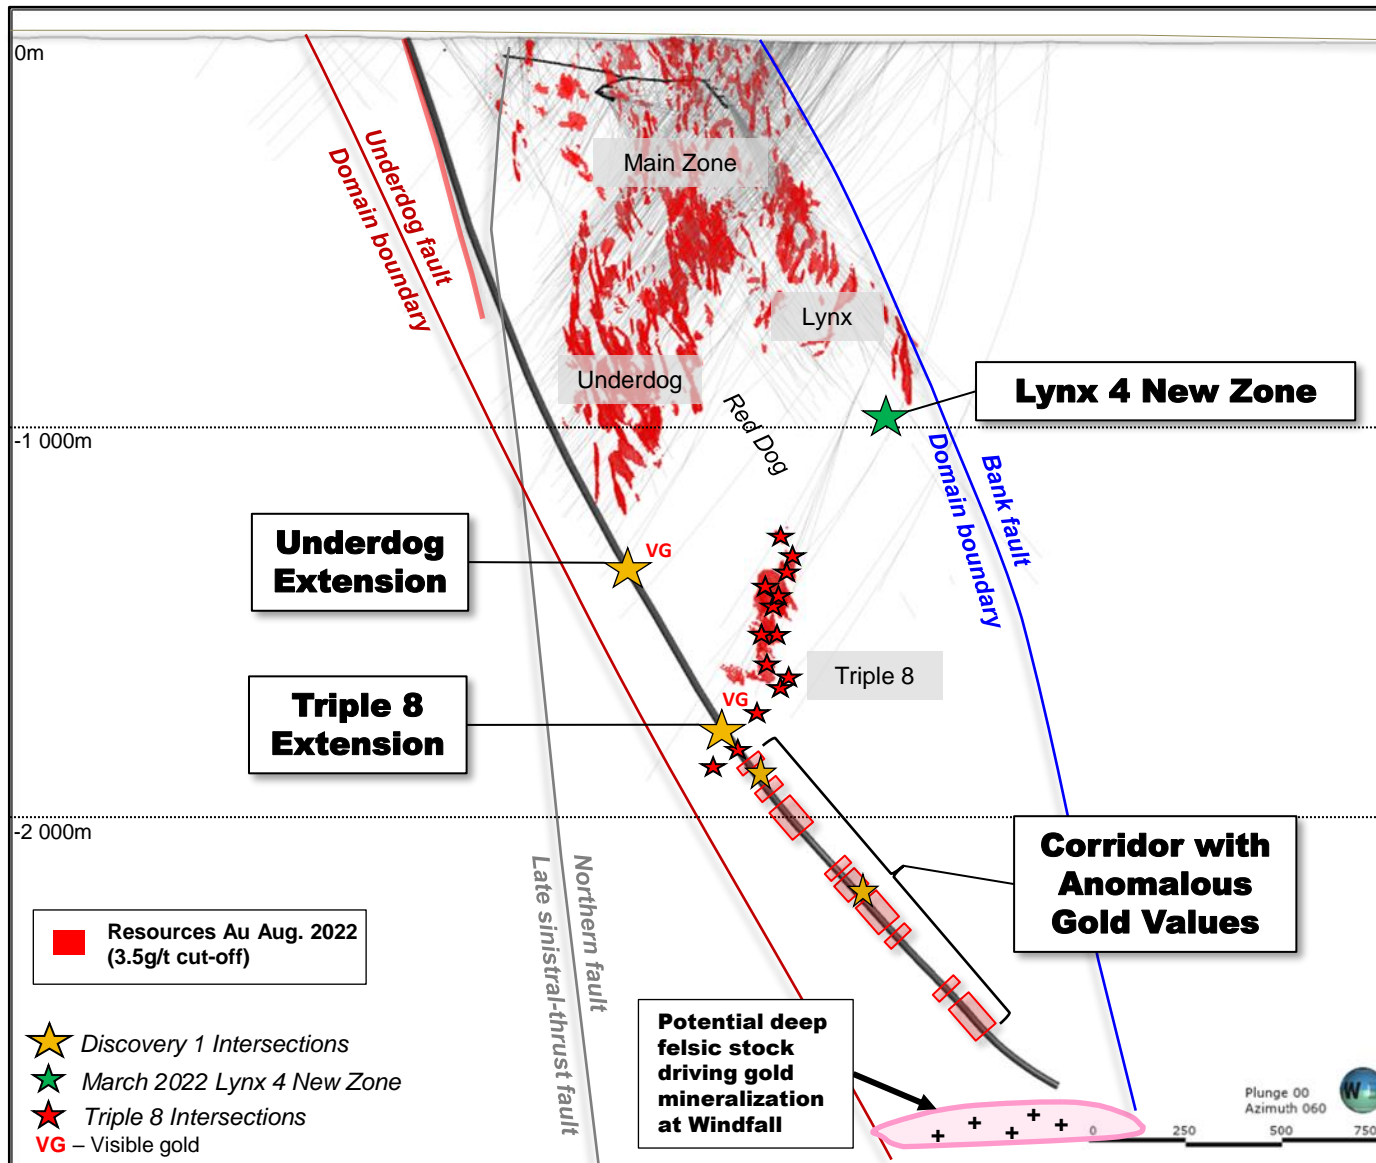 0m
Underdog fault
Domain boundary
Main Zone
Lynx
Underdog
Red Dog
Lynx 4 New Zone
-1 000m
Bank fault
Domain boundary
Underdog
Extension
VG
Triple 8
Triple 8
Extension
VG
-2 000m
Northern fault
Late sinistral-thrust fault
Corridor with
Anomalous
Gold Values
Resources Au Aug. 2022
(3.5g/t cut-off)
Discovery 1 Intersections
March 2022 Lynx 4 New Zone
Triple 8 Intersections
VG – Visible gold
Potential deep
felsic stock
driving gold
mineralization
at Windfall
Plunge 00
Azimuth 060
W
0 250 500 750